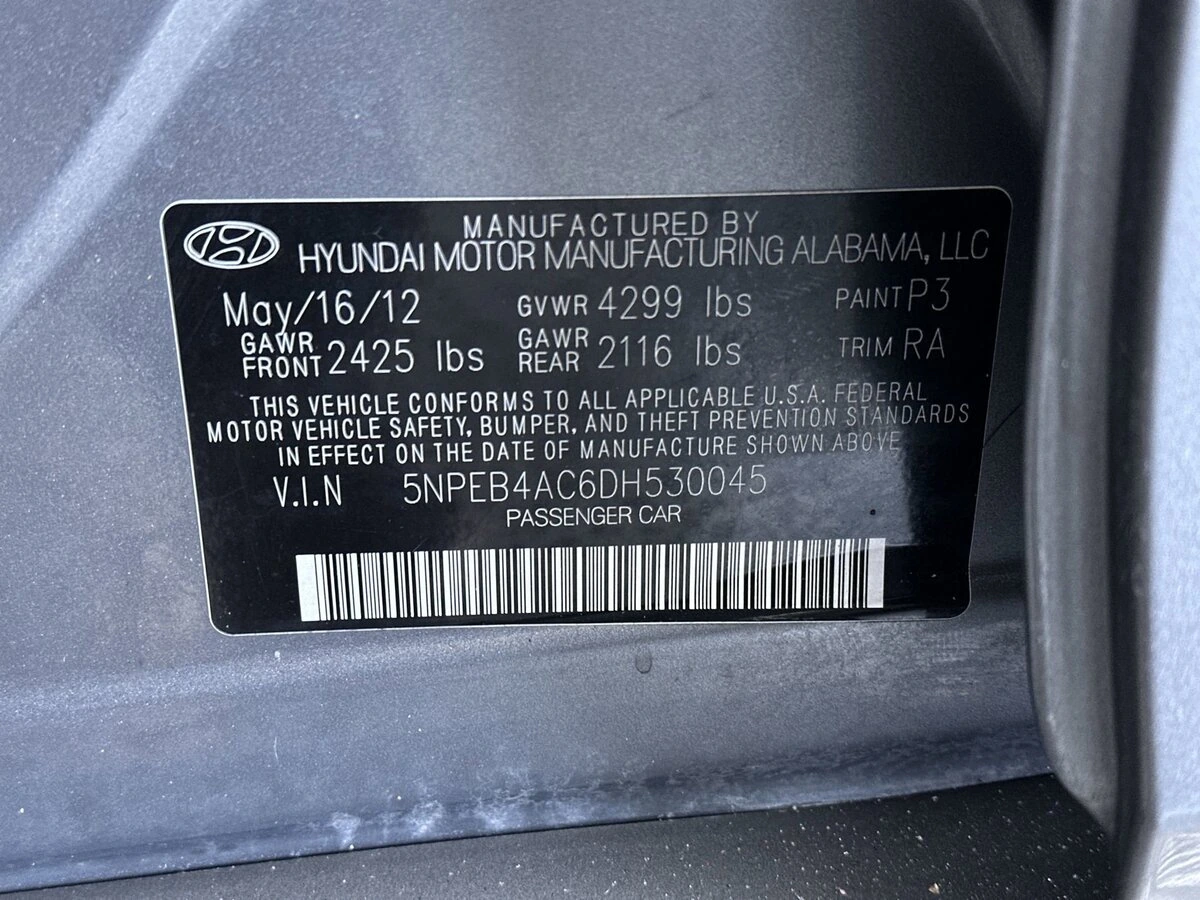 MANUFACTURED BY
HYUNDAI MOTOR MANUFACTURING ALABAMA, LLC
May/16/12 GVWR 4299 lbs PAINT P3
GAWR FRONT 2425 lbs GAWR REAR 2116 lbs TRIM RA
THIS VEHICLE CONFORMS TO ALL APPLICABLE U.S.A. FEDERAL
MOTOR VEHICLE SAFETY, BUMPER, AND THEFT PREVENTION STANDARDS
IN EFFECT ON THE DATE OF MANUFACTURE SHOWN ABOVE
V.I.N 5NPEB4AC6DH530045
PASSENGER CAR